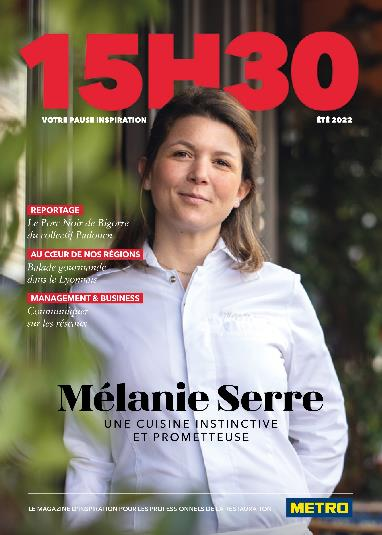 15H30
VOTRE PAUSE INSPIRATION
ÉTÉ 2022
REPORTAGE
Le Porc Noir de Bigorre
du collectif Padouen
AU CŒUR DE NOS RÉGIONS
Balade gourmande
dans le Lyonnais
MANAGEMENT & BUSINESS
Communiquer
sur les réseaux
Mélanie Serre
UNE CUISINE INSTINCTIVE
ET PROMETTEUSE
LE MAGAZINE D'INSPIRATION POUR LES PROFESSIONNELS DE LA RESTAURATION
METRO